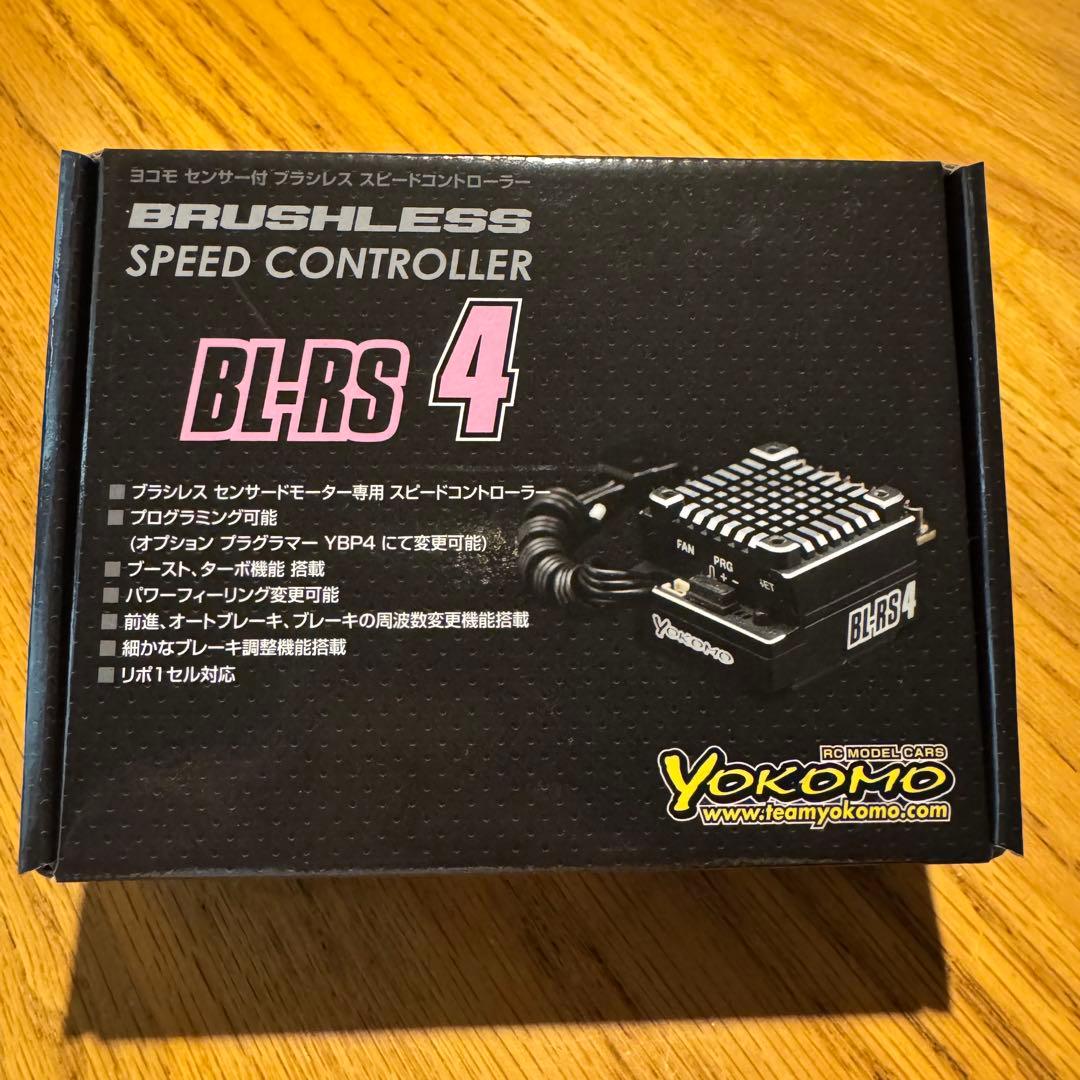 ヨコモ センサー付 ブラシレス スピードコントローラー
BRUSHLESS
SPEED CONTROLLER
BL-RS 4
■ ブラシレス センサードモーター専用 スピードコントローラー
■ プログラミング可能
(オプション プラグラマー YBP4 にて変更可能)
■ ブースト、ターボ機能 搭載
■ パワーフィーリング変更可能
■ 前進、オートブレーキ、ブレーキの周波数変更機能搭載
■ 細かなブレーキ調整機能搭載
■ リポ1セル対応
FAN
PRG
+ -
YOKOMO
BL-RS4
RC MODEL CARS
YOKOMO
www.teamyokomo.com